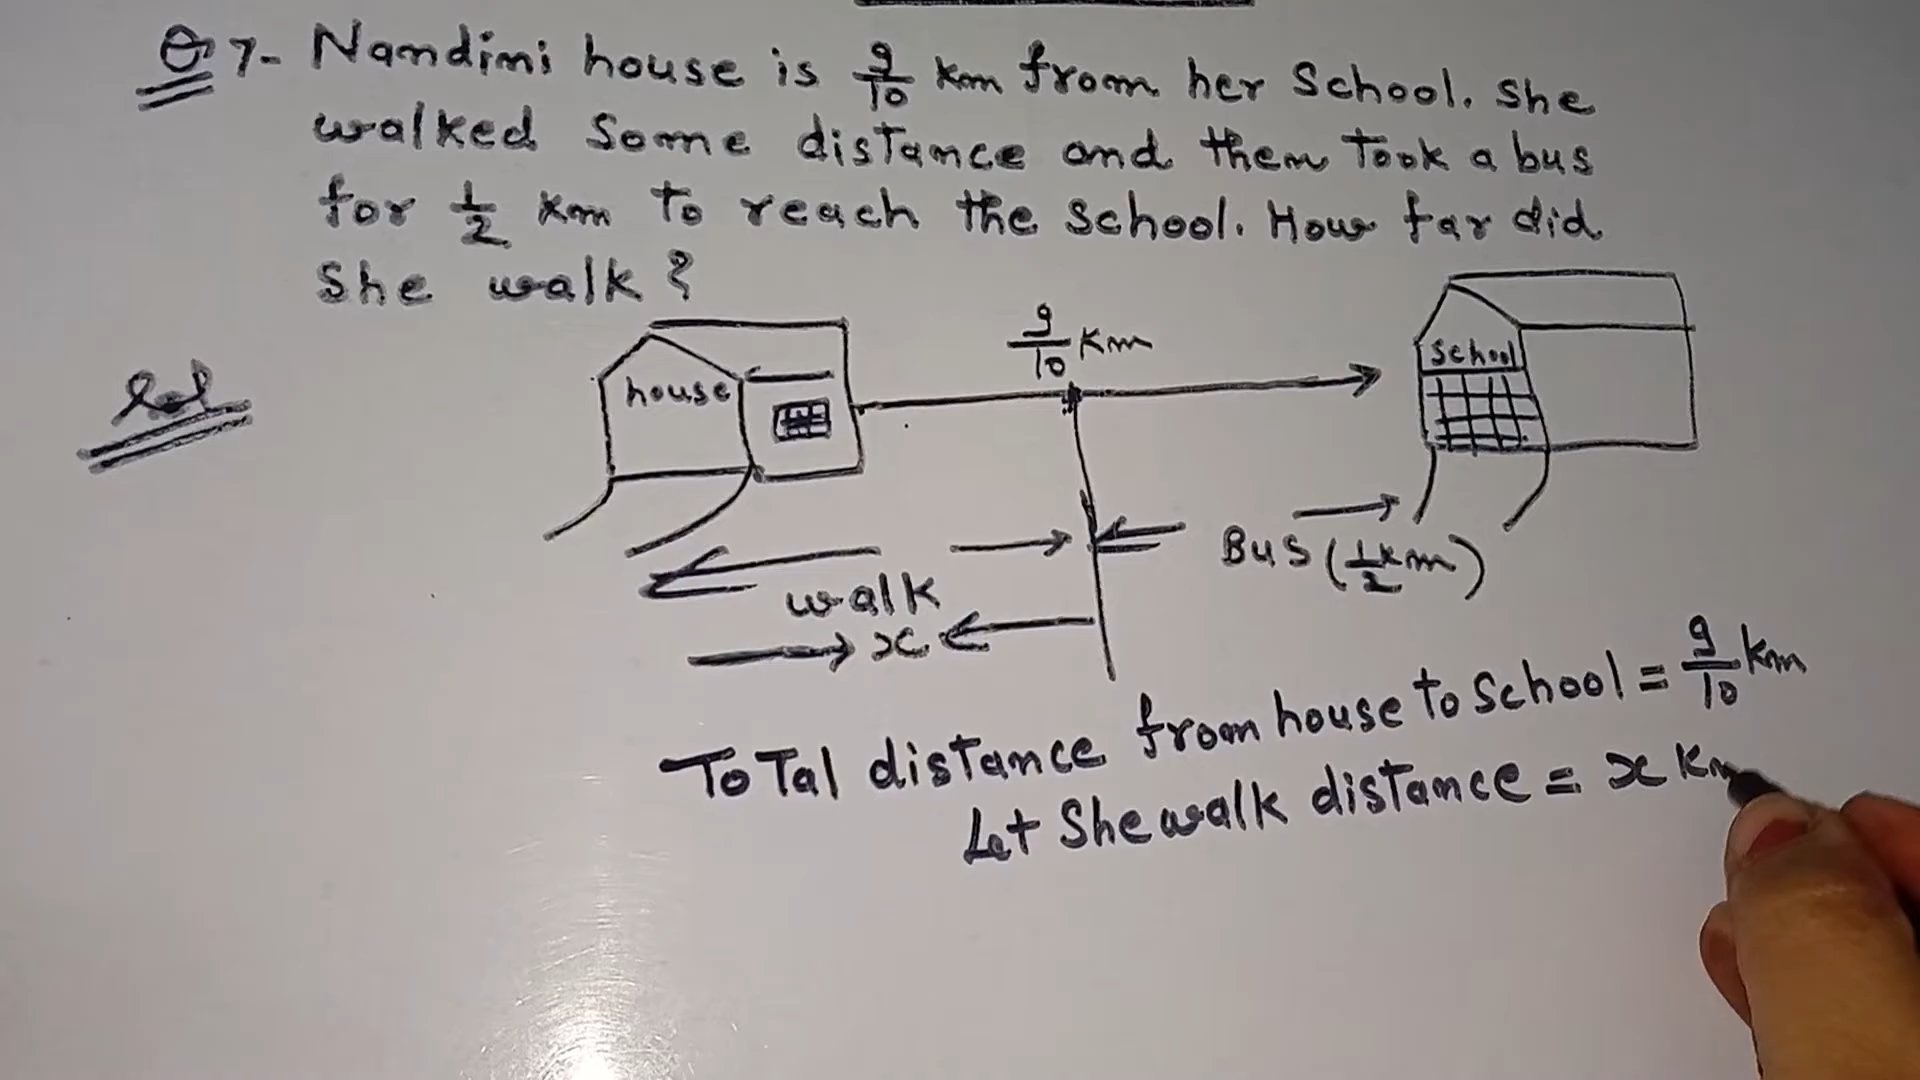 Q 7- Nandini house is 9/10 km from her School. She
walked Some distance and then Took a bus
for 1/2 km To reach the school. How far did
She walk?
Sol
house
9/10 km
school
Bus (1/2 km)
walk
x
ToTal distance from house to school = 9/10 km
Let She walk distance = x km